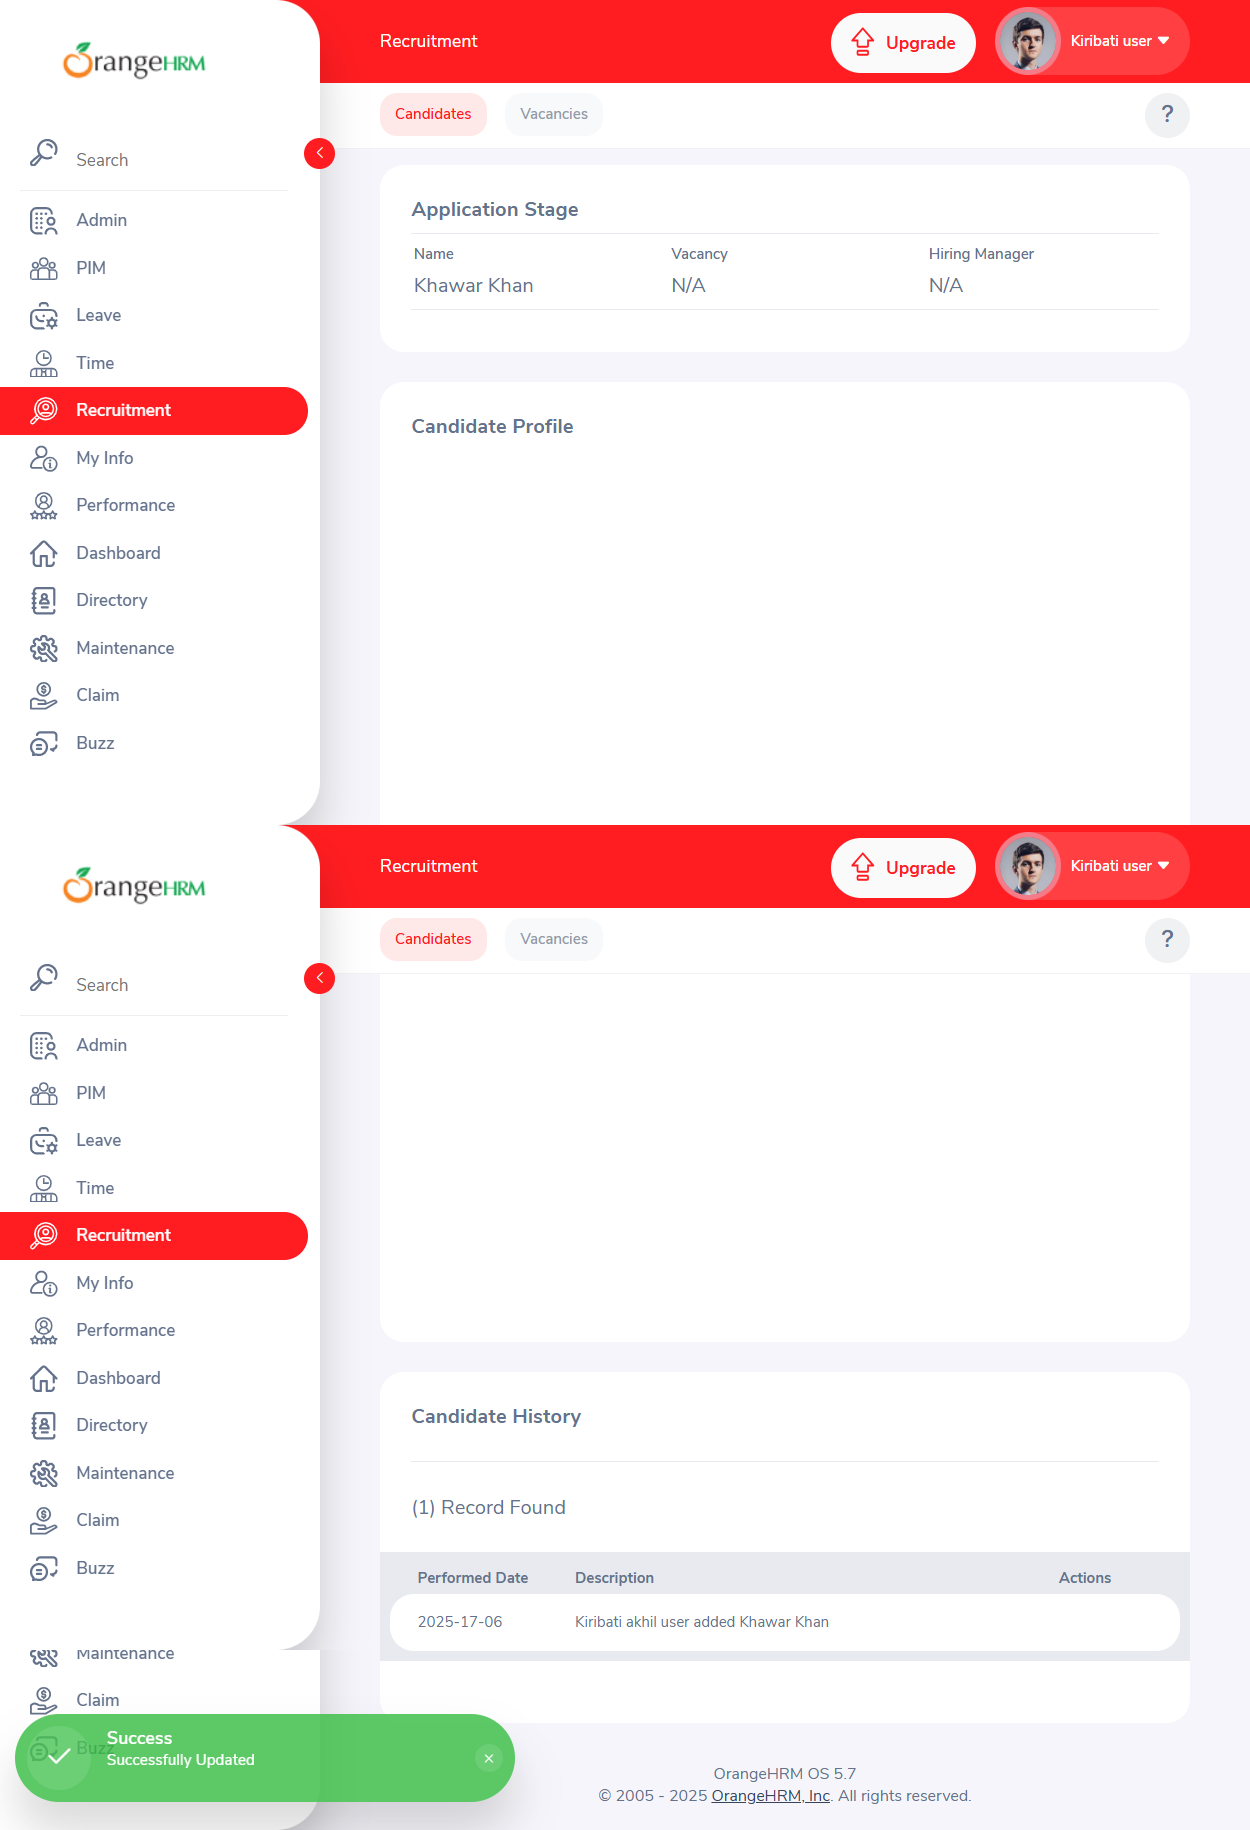 OrangeHRM
Recruitment
Upgrade
Kiribati user
Candidates
Vacancies
?
Search
Admin
PIM
Leave
Time
Recruitment
My Info
Performance
Dashboard
Directory
Maintenance
Claim
Buzz
Application Stage
Name
Vacancy
Hiring Manager
Khawar Khan
N/A
N/A
Candidate Profile
OrangeHRM
Recruitment
Upgrade
Kiribati user
Candidates
Vacancies
?
Search
Admin
PIM
Leave
Time
Recruitment
My Info
Performance
Dashboard
Directory
Maintenance
Claim
Buzz
Candidate History
(1) Record Found
Performed Date
Description
Actions
2025-17-06
Kiribati akhil user added Khawar Khan
Maintenance
Claim
Buzz
Success
Successfully Updated
OrangeHRM OS 5.7
© 2005 - 2025 OrangeHRM, Inc. All rights reserved.